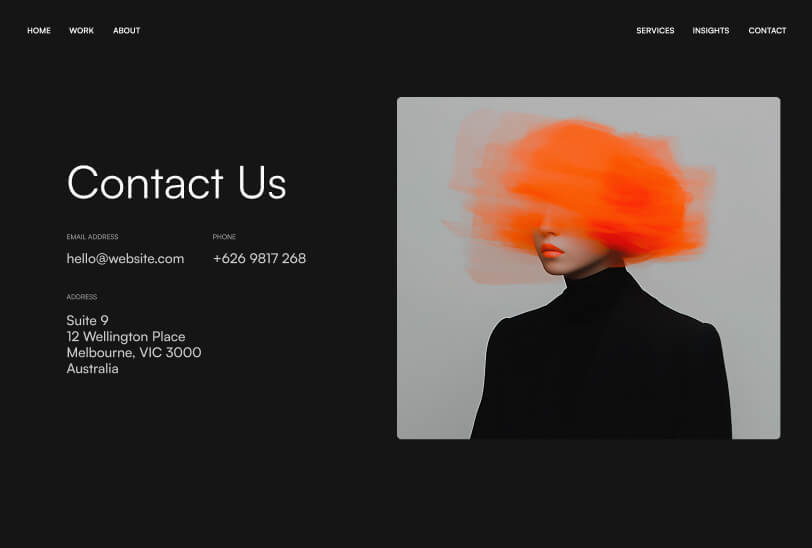 HOME WORK ABOUT SERVICES INSIGHTS CONTACT
Contact Us
EMAIL ADDRESS PHONE
hello@website.com +626 9817 268
ADDRESS
Suite 9
12 Wellington Place
Melbourne, VIC 3000
Australia